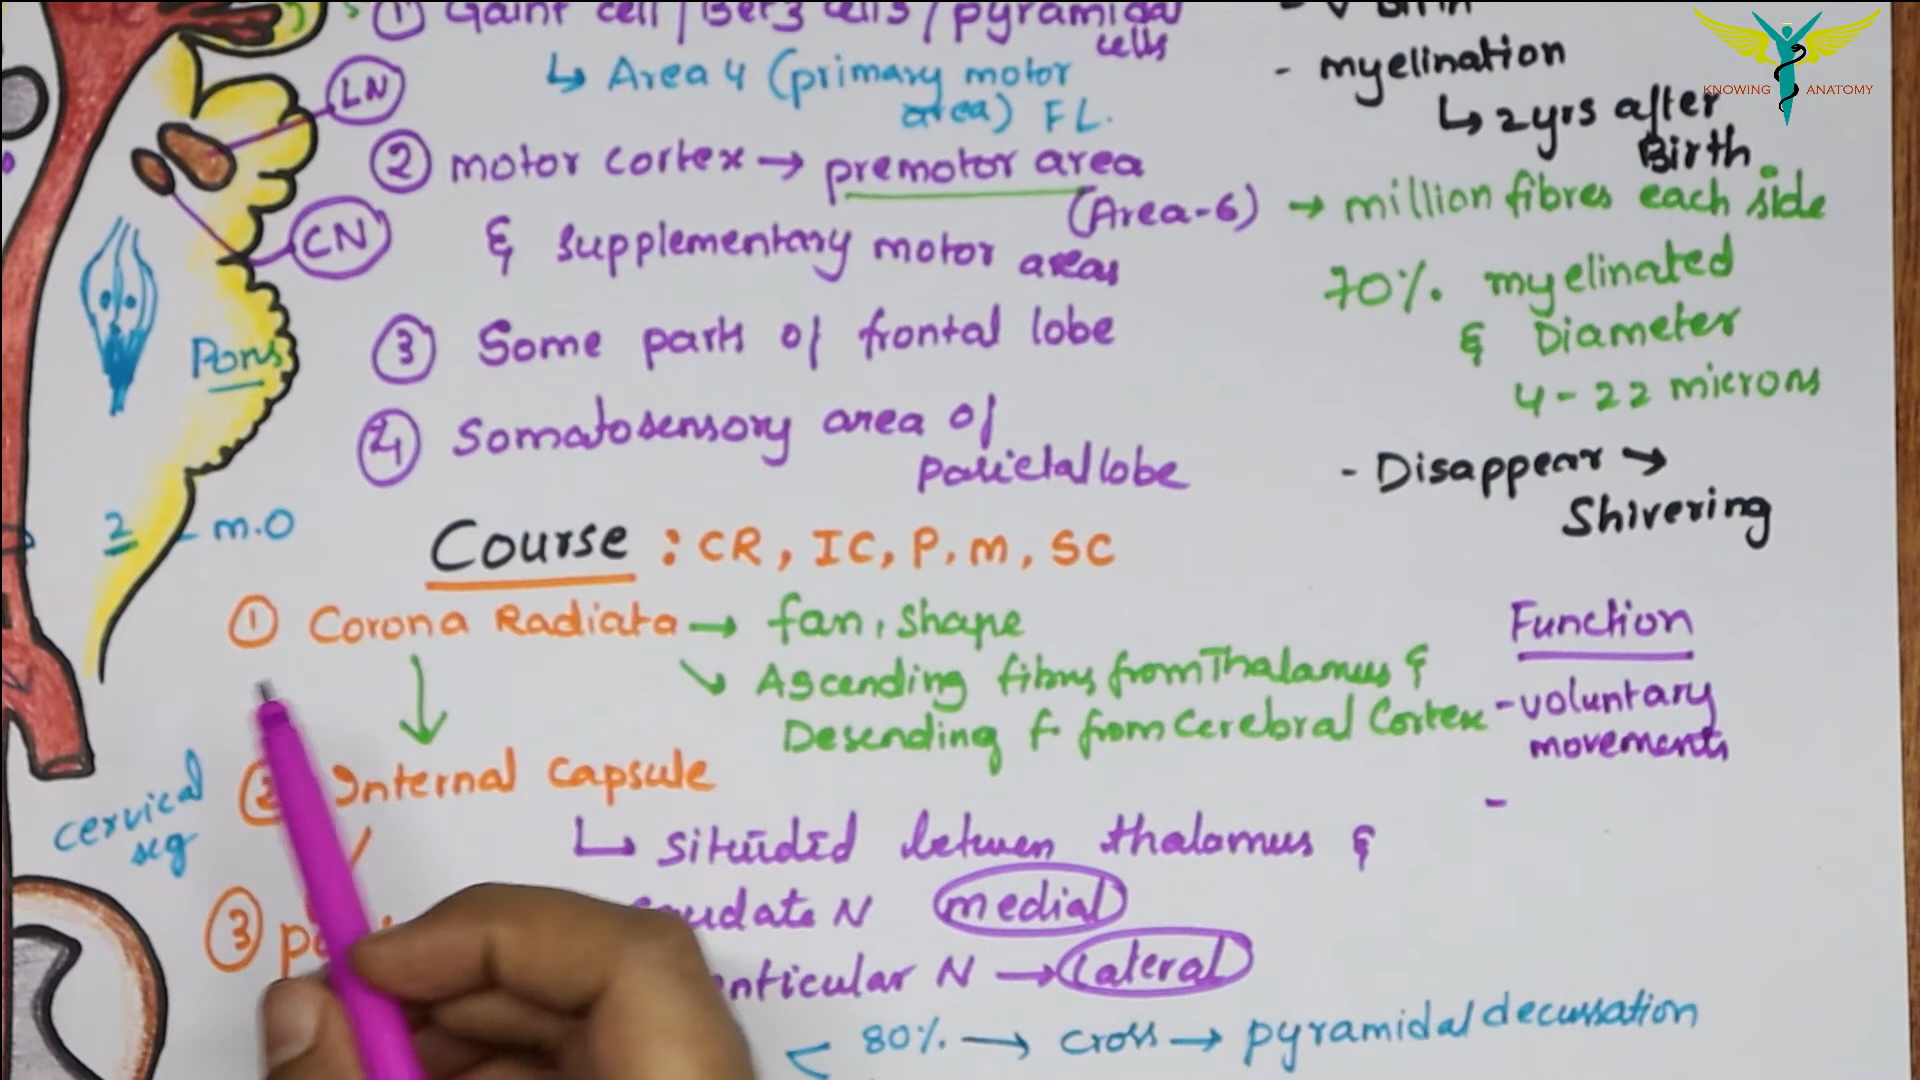 ① Gaint cell / Betz cells / pyramidal cells
↳ Area 4 (primary motor
area) FL.
② motor cortex → premotor area
(Area-6)
& supplementary motor areas
③ Some parts of frontal lobe
④ Somatosensory area of
parietal lobe
LN
CN
Pons
2 - m.O
cervical
seg
- myelination
↳ 2yrs after
Birth
→ million fibres each side
70%. myelinated
& Diameter
4 - 22 microns
- Disappear →
Shivering
Course : CR, IC, P, m, SC
① Corona Radiata → fan, shape
↘ Ascending fibres from Thalamus &
Desending f. from Cerebral Cortex
② Internal capsule
↳ situidid between thalamus &
N medial
N → Lateral
③
80%. → cross → pyramidal decussation
Function
- voluntary
movements
-
KNOWING ANATOMY